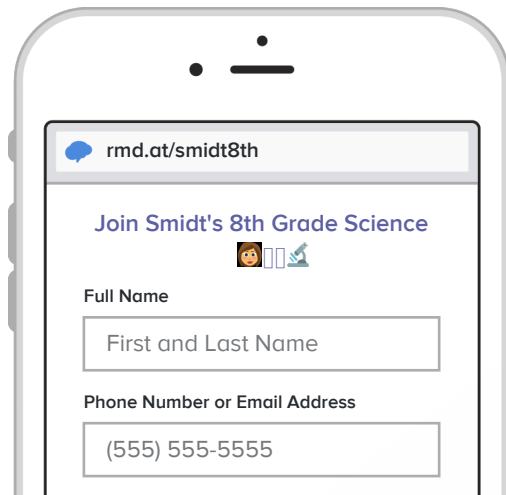 rmd.at/smidt8th
Join Smidt's 8th Grade Science
👩▯▯🔬
Full Name
First and Last Name
Phone Number or Email Address
(555) 555-5555